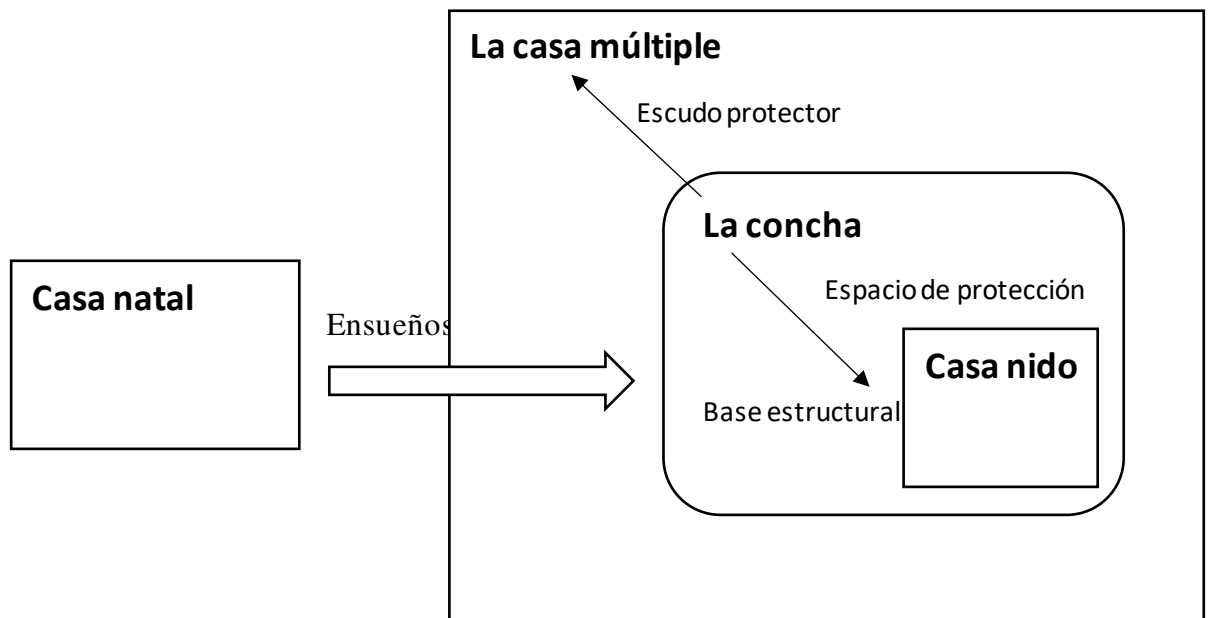 La casa múltiple
Escudo protector
La concha
Espacio de protección
Casa natal
Ensueños
Casa nido
Base estructural